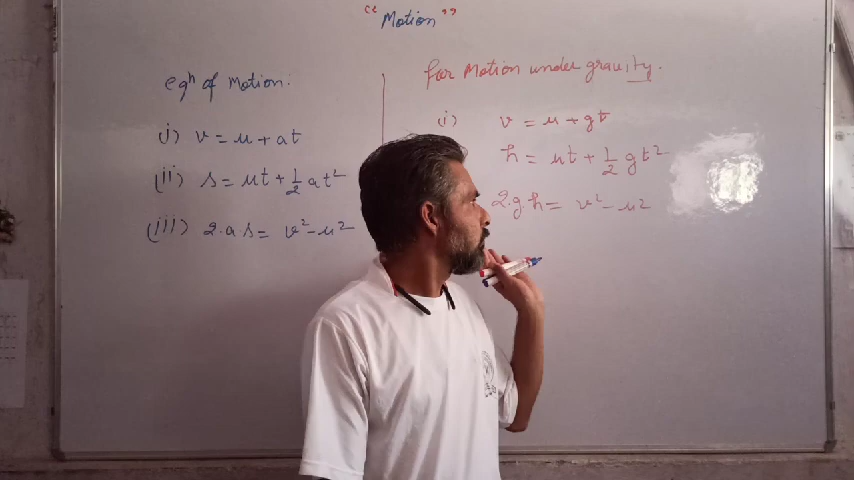 "Motion"
eqn of Motion.
(i) v = u + at
(ii) s = ut + 1/2 at²
(iii) 2.a s = v² - u²
for Motion under gravity.
(i) v = u + gt
h = ut + 1/2 gt²
2.g.h = v² - u²